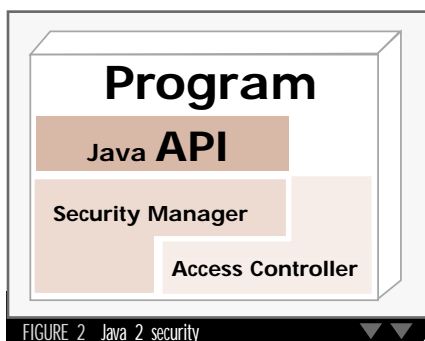 Program
Java API
Security Manager
Access Controller
FIGURE 2 Java 2 security